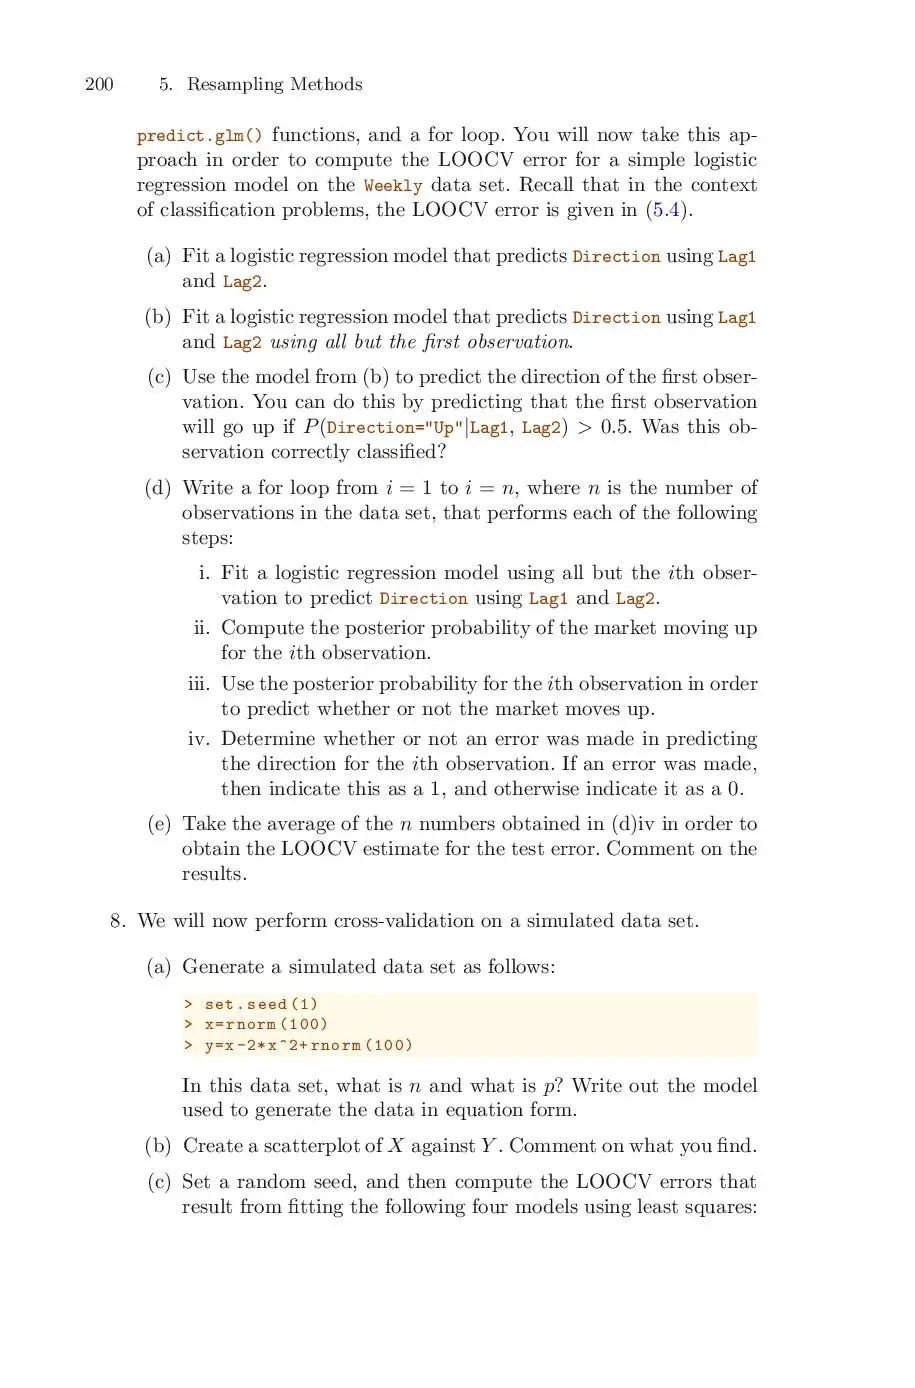 200 5. Resampling Methods
predict.glm() functions, and a for loop. You will now take this ap-
proach in order to compute the LOOCV error for a simple logistic
regression model on the Weekly data set. Recall that in the context
of classification problems, the LOOCV error is given in (5.4).
(a) Fit a logistic regression model that predicts Direction using Lag1
and Lag2.
(b) Fit a logistic regression model that predicts Direction using Lag1
and Lag2 using all but the first observation.
(c) Use the model from (b) to predict the direction of the first obser-
vation. You can do this by predicting that the first observation
will go up if P(Direction="Up"|Lag1, Lag2) > 0.5. Was this ob-
servation correctly classified?
(d) Write a for loop from i = 1 to i = n, where n is the number of
observations in the data set, that performs each of the following
steps:
i. Fit a logistic regression model using all but the ith obser-
vation to predict Direction using Lag1 and Lag2.
ii. Compute the posterior probability of the market moving up
for the ith observation.
iii. Use the posterior probability for the ith observation in order
to predict whether or not the market moves up.
iv. Determine whether or not an error was made in predicting
the direction for the ith observation. If an error was made,
then indicate this as a 1, and otherwise indicate it as a 0.
(e) Take the average of the n numbers obtained in (d)iv in order to
obtain the LOOCV estimate for the test error. Comment on the
results.
8. We will now perform cross-validation on a simulated data set.
(a) Generate a simulated data set as follows:
> set.seed(1)
> x=rnorm(100)
> y=x-2*x^2+rnorm(100)
In this data set, what is n and what is p? Write out the model
used to generate the data in equation form.
(b) Create a scatterplot of X against Y. Comment on what you find.
(c) Set a random seed, and then compute the LOOCV errors that
result from fitting the following four models using least squares: